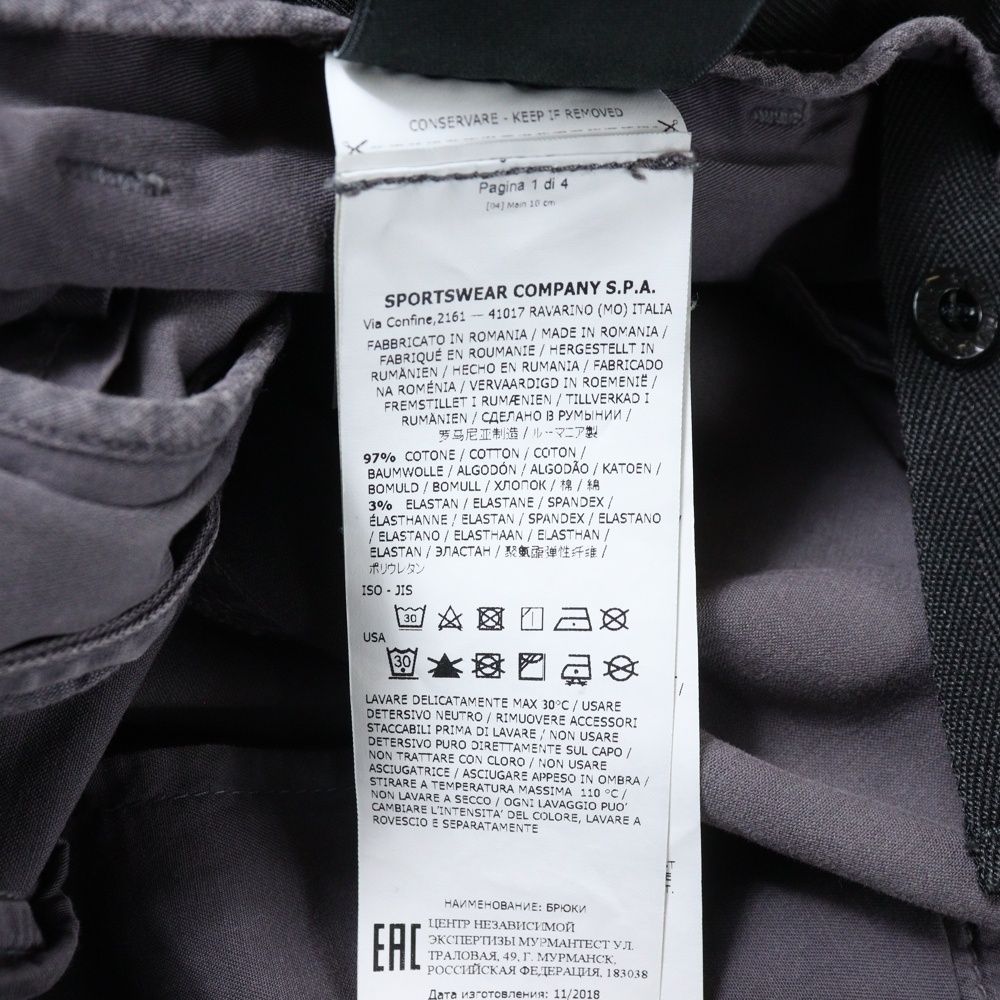 CONSERVARE - KEEP IF REMOVED
Pagina 1 di 4
[04] Main 10 cm
SPORTSWEAR COMPANY S.P.A.
Via Confine,2161 — 41017 RAVARINO (MO) ITALIA
FABBRICATO IN ROMANIA / MADE IN ROMANIA /
FABRIQUÉ EN ROUMANIE / HERGESTELLT IN
RUMÄNIEN / HECHO EN RUMANIA / FABRICADO
NA ROMÉNIA / VERVAARDIGD IN ROEMENIË /
FREMSTILLET I RUMÆNIEN / TILLVERKAD I
RUMÄNIEN / СДЕЛАНО В РУМЫНИИ /
罗马尼亚制造 / ルーマニア製
97% COTONE / COTTON / COTON /
BAUMWOLLE / ALGODÓN / ALGODÃO / KATOEN /
BOMULD / BOMULL / ХЛОПОК / 棉 / 綿
3% ELASTAN / ELASTANE / SPANDEX /
ÉLASTHANNE / ELASTAN / SPANDEX / ELASTANO
/ ELASTANO / ELASTHAAN / ELASTHAN /
ELASTAN / ЭЛАСТАН / 聚氨酯弹性纤维 /
ポリウレタン
ISO - JIS
30
USA
30
LAVARE DELICATAMENTE MAX 30°C / USARE
DETERSIVO NEUTRO / RIMUOVERE ACCESSORI
STACCABILI PRIMA DI LAVARE / NON USARE
DETERSIVO PURO DIRETTAMENTE SUL CAPO /
NON TRATTARE CON CLORO / NON USARE
ASCIUGATRICE / ASCIUGARE APPESO IN OMBRA /
STIRARE A TEMPERATURA MASSIMA 110 °C /
NON LAVARE A SECCO / OGNI LAVAGGIO PUO'
CAMBIARE L'INTENSITA' DEL COLORE, LAVARE A
ROVESCIO E SEPARATAMENTE
НАИМЕНОВАНИЕ: БРЮКИ
EAC
ЦЕНТР НЕЗАВИСИМОЙ
ЭКСПЕРТИЗЫ МУРМАНТЕСТ УЛ.
ТРАЛОВАЯ, 49, Г. МУРМАНСК,
РОССИЙСКАЯ ФЕДЕРАЦИЯ, 183038
Дата изготовления: 11/2018